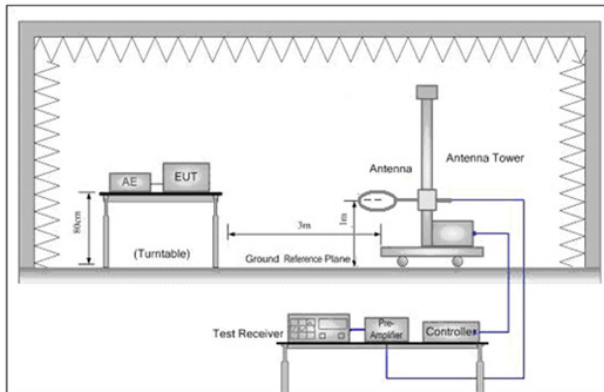 Antenna
Antenna Tower
AE
EUT
80cm
(Turntable)
3m
1m
Ground Reference Plane
Test Receiver
Pre-
Amplifier
Controller